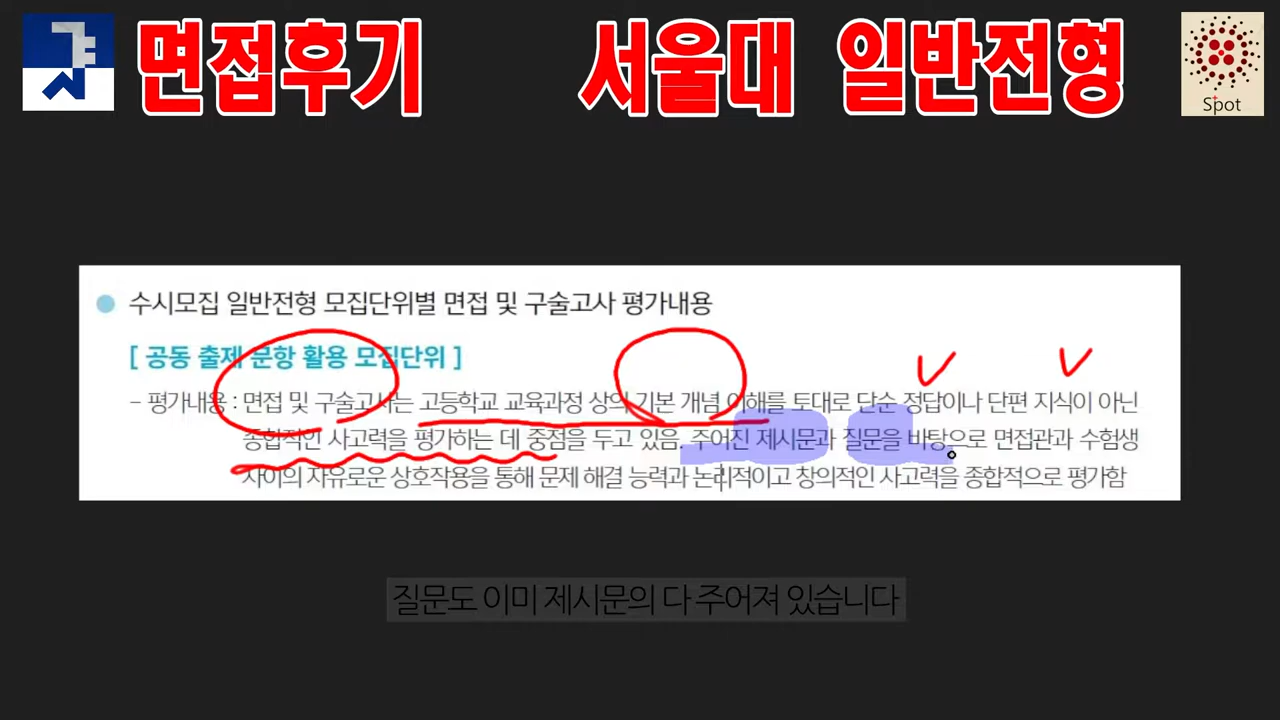 면접후기 서울대 일반전형
Spot
수시모집 일반전형 모집단위별 면접 및 구술고사 평가내용
[ 공동 출제 문항 활용 모집단위 ]
– 평가내용 : 면접 및 구술고사는 고등학교 교육과정 상의 기본 개념 이해를 토대로 단순 정답이나 단편 지식이 아닌
종합적인 사고력을 평가하는 데 중점을 두고 있음. 주어진 제시문과 질문을 바탕으로 면접관과 수험생
사이의 자유로운 상호작용을 통해 문제 해결 능력과 논리적이고 창의적인 사고력을 종합적으로 평가함
질문도 이미 제시문의 다 주어져 있습니다